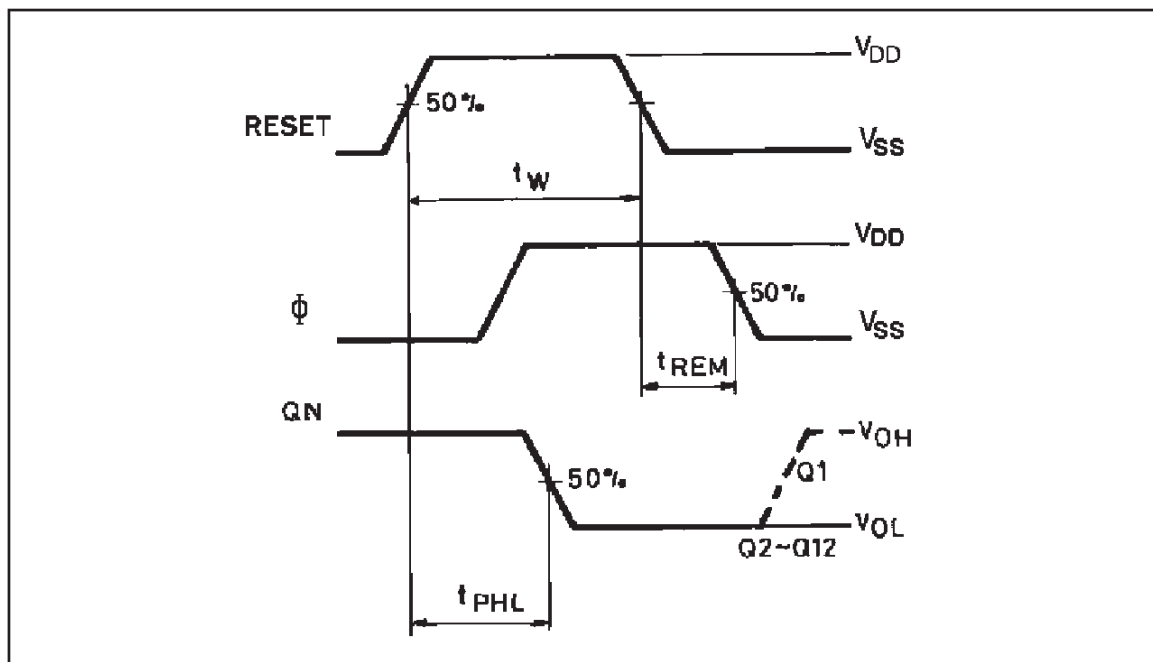 VDD
50%
RESET
VSS
tW
VDD
50%
Φ
VSS
tREM
QN
VOH
Q1
50%
VOL
Q2~Q12
tPHL